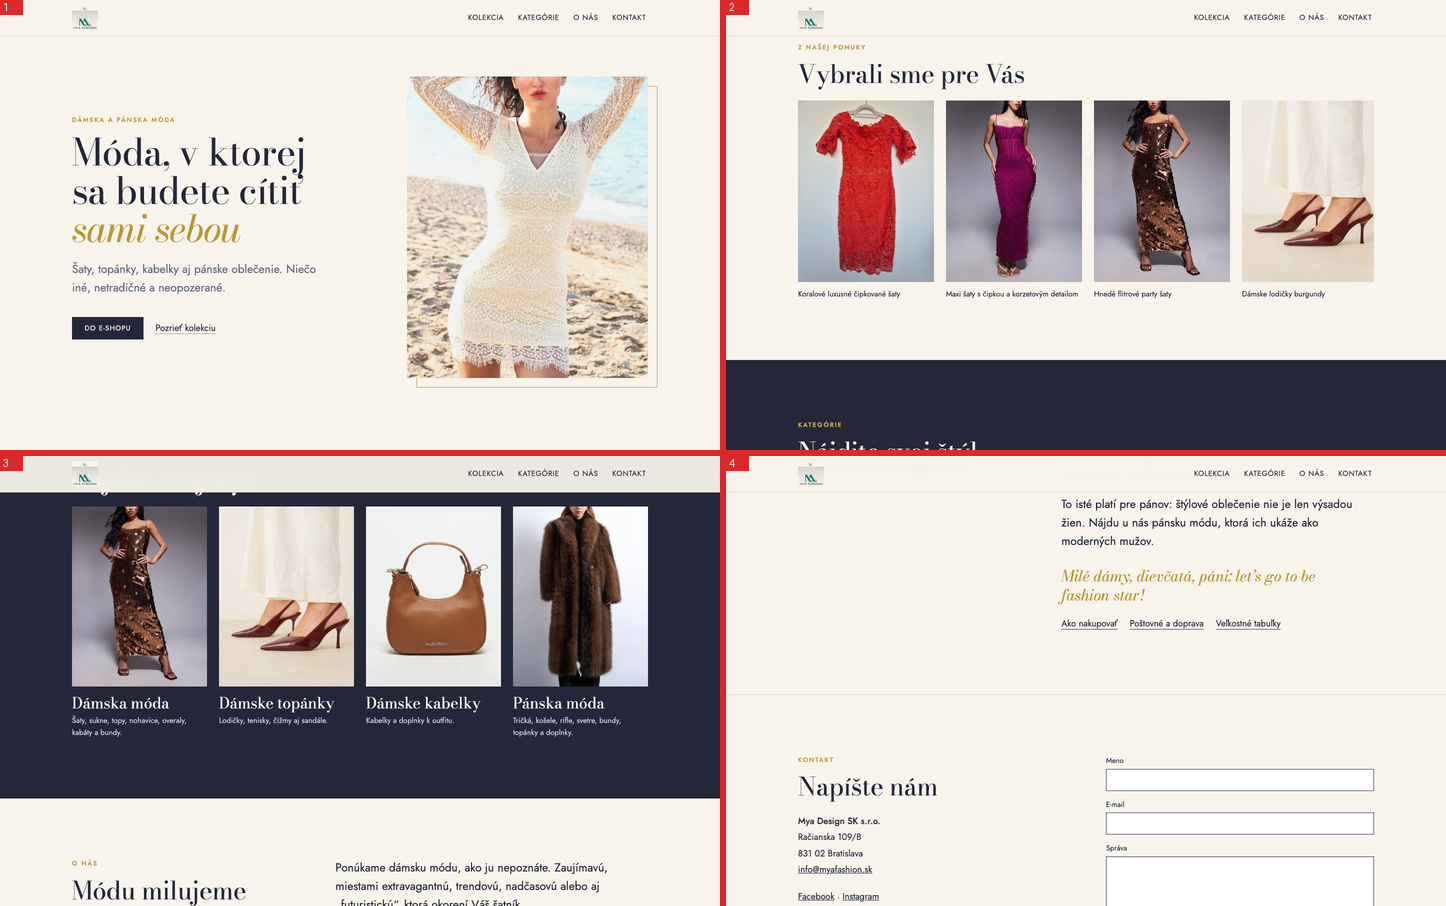 1
KOLEKCIA KATEGÓRIE O NÁS KONTAKT
DÁMSKA A PÁNSKA MÓDA
Móda, v ktorej
sa budete cítiť
sami sebou
Šaty, topánky, kabelky aj pánske oblečenie. Niečo
iné, netradičné a neopozerané.
DO E-SHOPU
Pozrieť kolekciu
2
KOLEKCIA KATEGÓRIE O NÁS KONTAKT
Z NAŠEJ PONUKY
Vybrali sme pre Vás
Koralové luxusné čipkované šaty
Maxi šaty s čipkou a korzetovým detailom
Hnedé flitrové party šaty
Dámske lodičky burgundy
KATEGÓRIE
Nájdite svoj štýl
3
KOLEKCIA KATEGÓRIE O NÁS KONTAKT
Dámska móda
Šaty, sukne, topy, nohavice, overaly,
kabáty a bundy.
Dámske topánky
Lodičky, tenisky, čižmy aj sandále.
Dámske kabelky
Kabelky a doplnky k outfitu.
Pánska móda
Tričká, košele, rifle, svetre, bundy,
topánky a doplnky.
O NÁS
Módu milujeme
Ponúkame dámsku módu, ako ju nepoznáte. Zaujímavú,
miestami extravagantnú, trendovú, nadčasovú alebo aj
„futuristickú“, ktorá okorení Váš šatník.
4
KOLEKCIA KATEGÓRIE O NÁS KONTAKT
To isté platí pre pánov: štýlové oblečenie nie je len výsadou
žien. Nájdu u nás pánsku módu, ktorá ich ukáže ako
moderných mužov.
Milé dámy, dievčatá, páni: let’s go to be
fashion star!
Ako nakupovať
Poštovné a doprava
Veľkostné tabuľky
KONTAKT
Napíšte nám
Mya Design SK s.r.o.
Račianska 109/B
831 02 Bratislava
info@myafashion.sk
Facebook · Instagram
Meno
E-mail
Správa